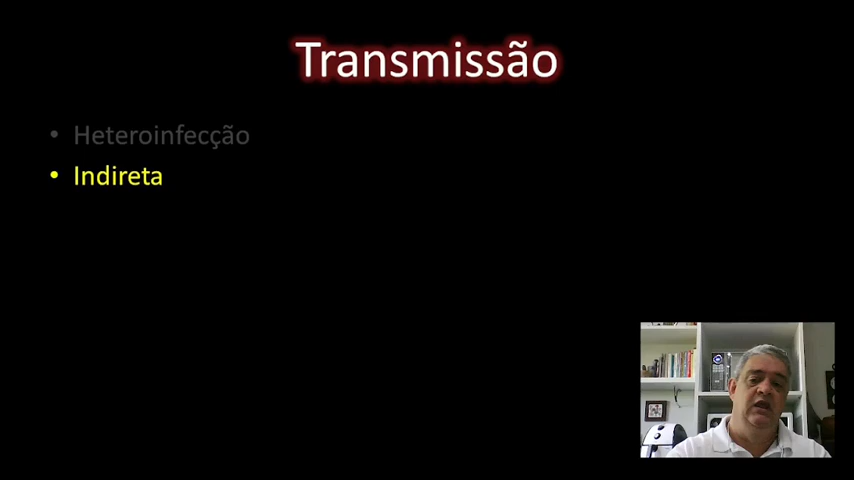 Transmissão
• Heteroinfecção
• Indireta